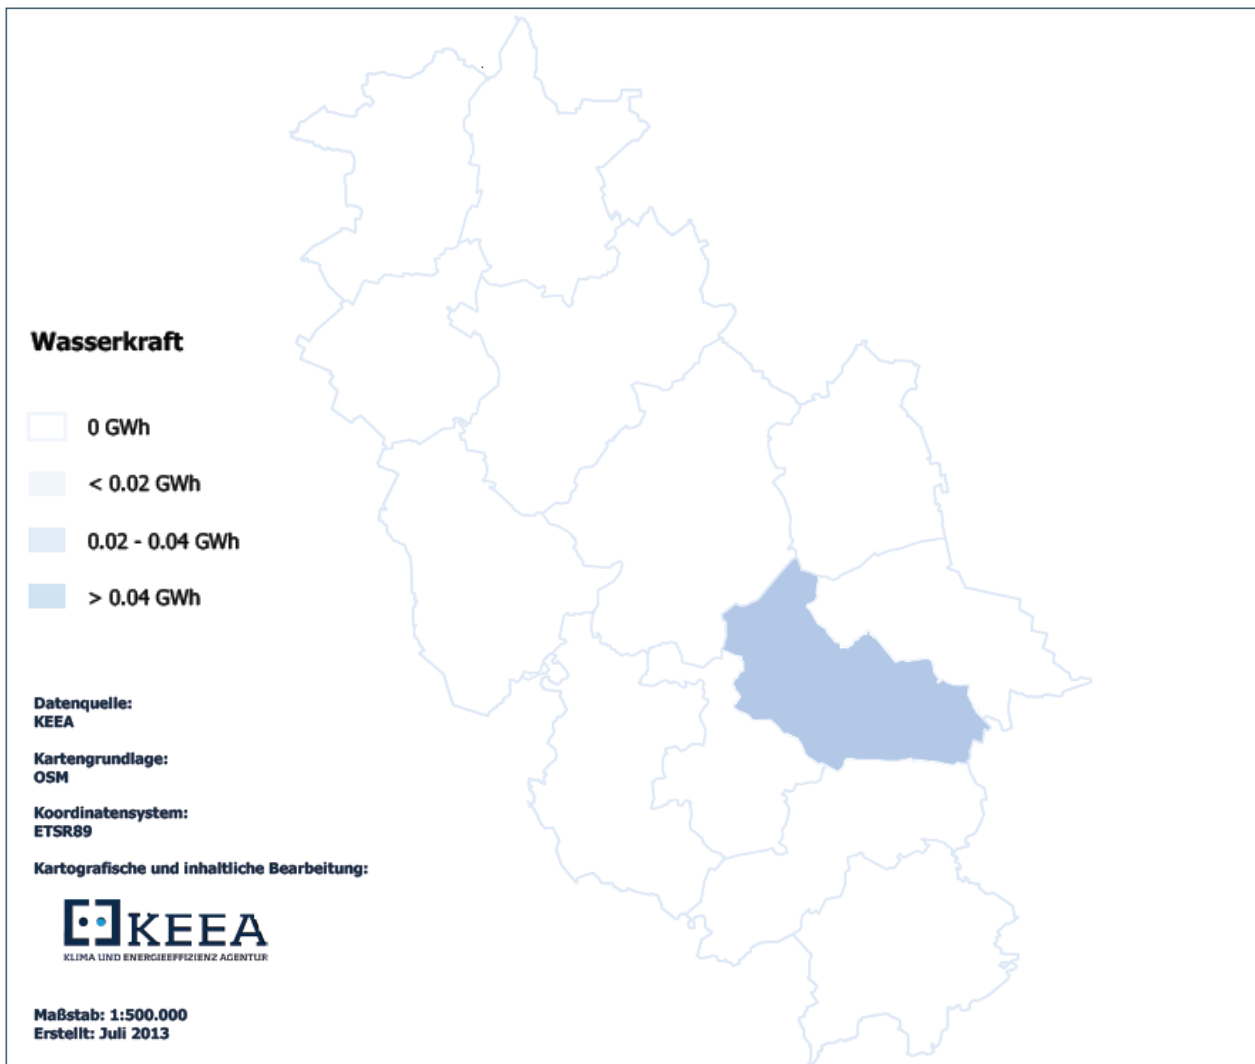 Wasserkraft
0 GWh
< 0.02 GWh
0.02 - 0.04 GWh
> 0.04 GWh
Datenquelle:
KEEA
Kartengrundlage:
OSM
Koordinatensystem:
ETSR89
Kartografische und inhaltliche Bearbeitung:
KEEA
KLIMA UND ENERGIEEFFIZIENZ AGENTUR
Maßstab: 1:500.000
Erstellt: Juli 2013